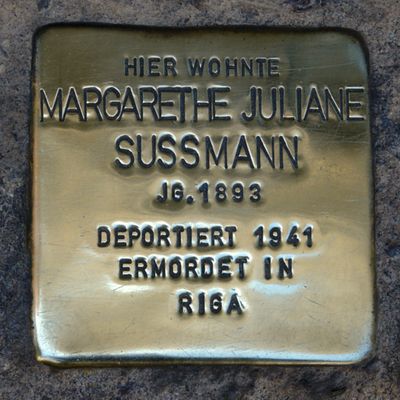 HIER WOHNTE
MARGARETHE JULIANE
SUSSMANN
JG. 1893
DEPORTIERT 1941
ERMORDET IN
RIGA